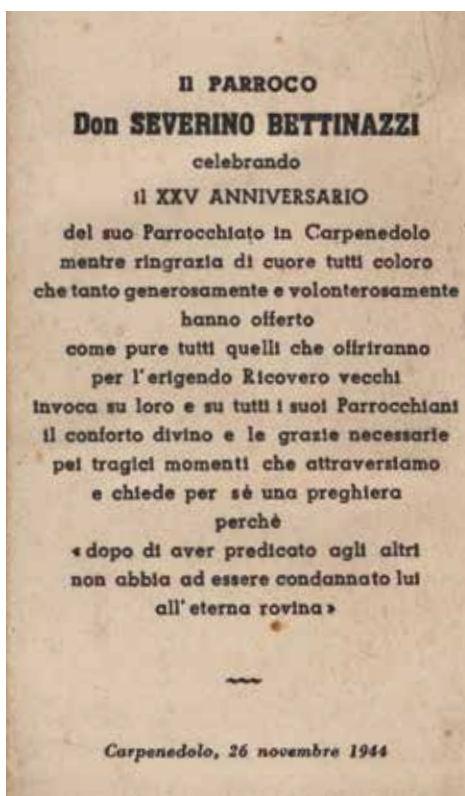 Il PARROCO
Don SEVERINO BETTINAZZI
celebrando
il XXV ANNIVERSARIO
del suo Parrocchiato in Carpenedolo
mentre ringrazia di cuore tutti coloro
che tanto generosamente e volonterosamente
hanno offerto
come pure tutti quelli che offriranno
per l'erigendo Ricovero vecchi
invoca su loro e su tutti i suoi Parrocchiani
il conforto divino e le grazie necessarie
pei tragici momenti che attraversiamo
e chiede per sè una preghiera
perchè
«dopo di aver predicato agli altri
non abbia ad essere condannato lui
all'eterna rovina»
Carpenedolo, 26 novembre 1944